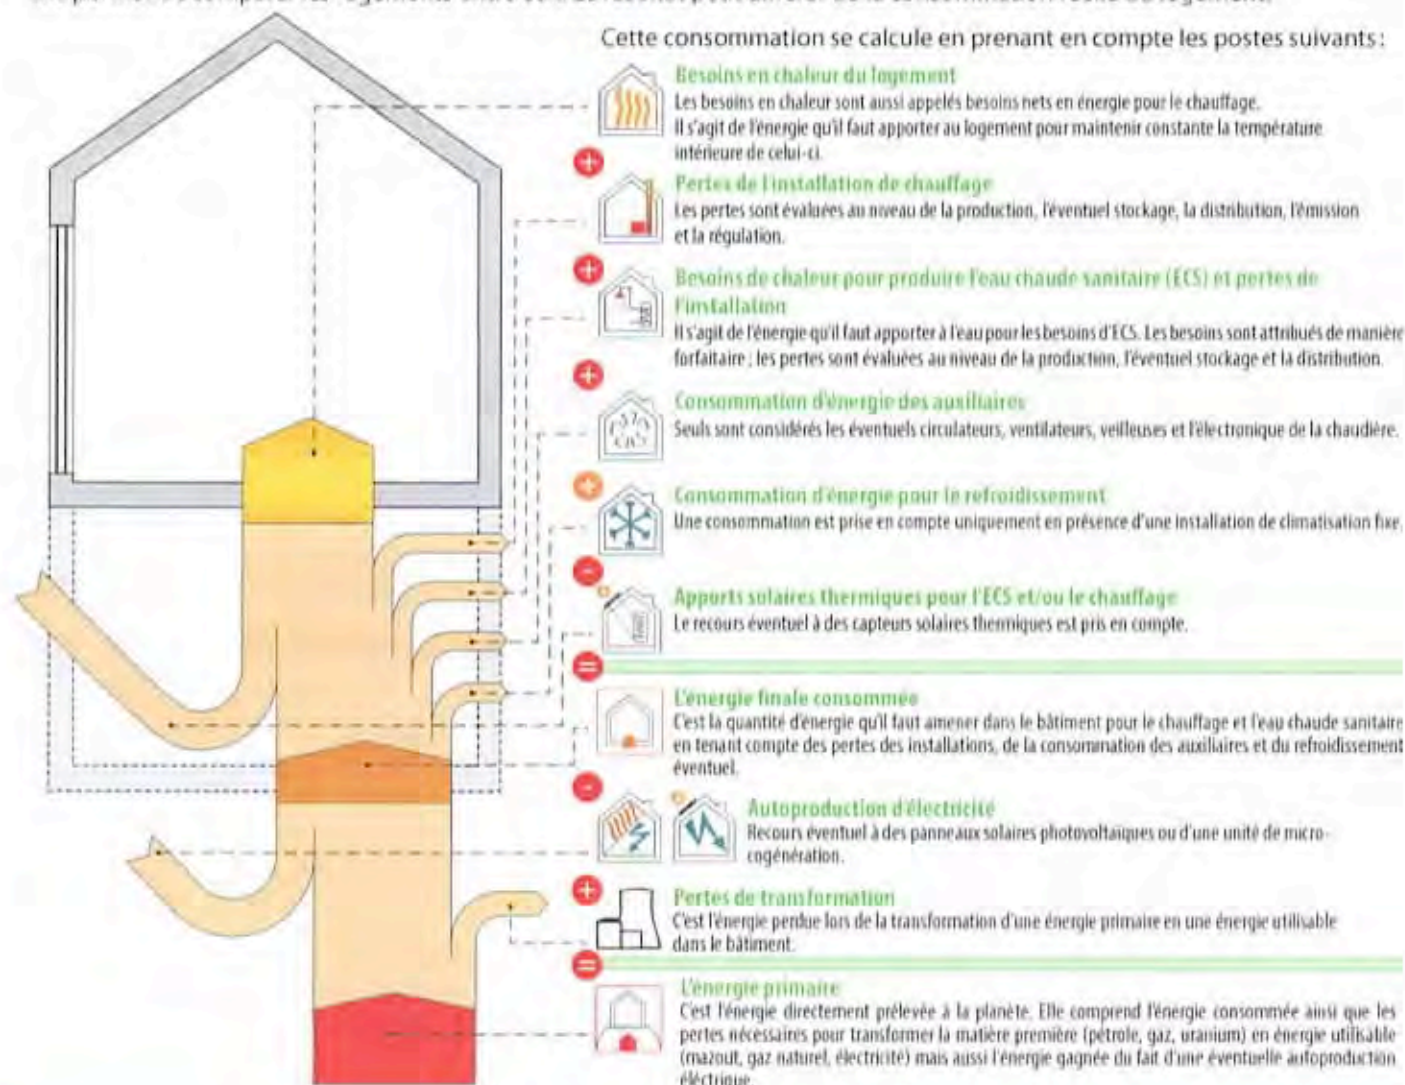 Cette consommation se calcule en prenant en compte les postes suivants :
Besoins en chaleur du logement
Les besoins en chaleur sont aussi appelés besoins nets en énergie pour le chauffage.
Il s'agit de l'énergie qu'il faut apporter au logement pour maintenir constante la température
intérieure de celui-ci.
+
Pertes de l'installation de chauffage
Les pertes sont évaluées au niveau de la production, l'éventuel stockage, la distribution, l'émission
et la régulation.
+
Besoins de chaleur pour produire l'eau chaude sanitaire (ECS) et pertes de
l'installation
Il s'agit de l'énergie qu'il faut apporter à l'eau pour les besoins d'ECS. Les besoins sont attribués de manière
forfaitaire ; les pertes sont évaluées au niveau de la production, l'éventuel stockage et la distribution.
+
Consommation d'énergie des auxiliaires
Seuls sont considérés les éventuels circulateurs, ventilateurs, veilleuses et l'électronique de la chaudière.
+
Consommation d'énergie pour le refroidissement
Une consommation est prise en compte uniquement en présence d'une installation de climatisation fixe.
-
Apports solaires thermiques pour l'ECS et/ou le chauffage
Le recours éventuel à des capteurs solaires thermiques est pris en compte.
=
L'énergie finale consommée
C'est la quantité d'énergie qu'il faut amener dans le bâtiment pour le chauffage et l'eau chaude sanitaire
en tenant compte des pertes des installations, de la consommation des auxiliaires et du refroidissement
éventuel.
-
Autoproduction d'électricité
Recours éventuel à des panneaux solaires photovoltaïques ou d'une unité de micro-
cogénération.
+
Pertes de transformation
C'est l'énergie perdue lors de la transformation d'une énergie primaire en une énergie utilisable
dans le bâtiment.
=
L'énergie primaire
C'est l'énergie directement prélevée à la planète. Elle comprend l'énergie consommée ainsi que les
pertes nécessaires pour transformer la matière première (pétrole, gaz, uranium) en énergie utilisable
(mazout, gaz naturel, électricité) mais aussi l'énergie gagnée du fait d'une éventuelle autoproduction
électrique.